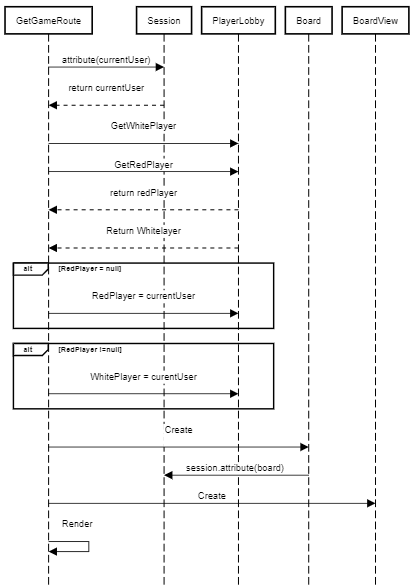 GetGameRoute
Session
PlayerLobby
Board
BoardView
attribute(currentUser)
return currentUser
GetWhitePlayer
GetRedPlayer
return redPlayer
Return Whitelayer
alt
[RedPlayer = null]
RedPlayer = currentUser
alt
[RedPlayer !=null]
WhitePlayer = curentUser
Create
session.attribute(board)
Create
Render